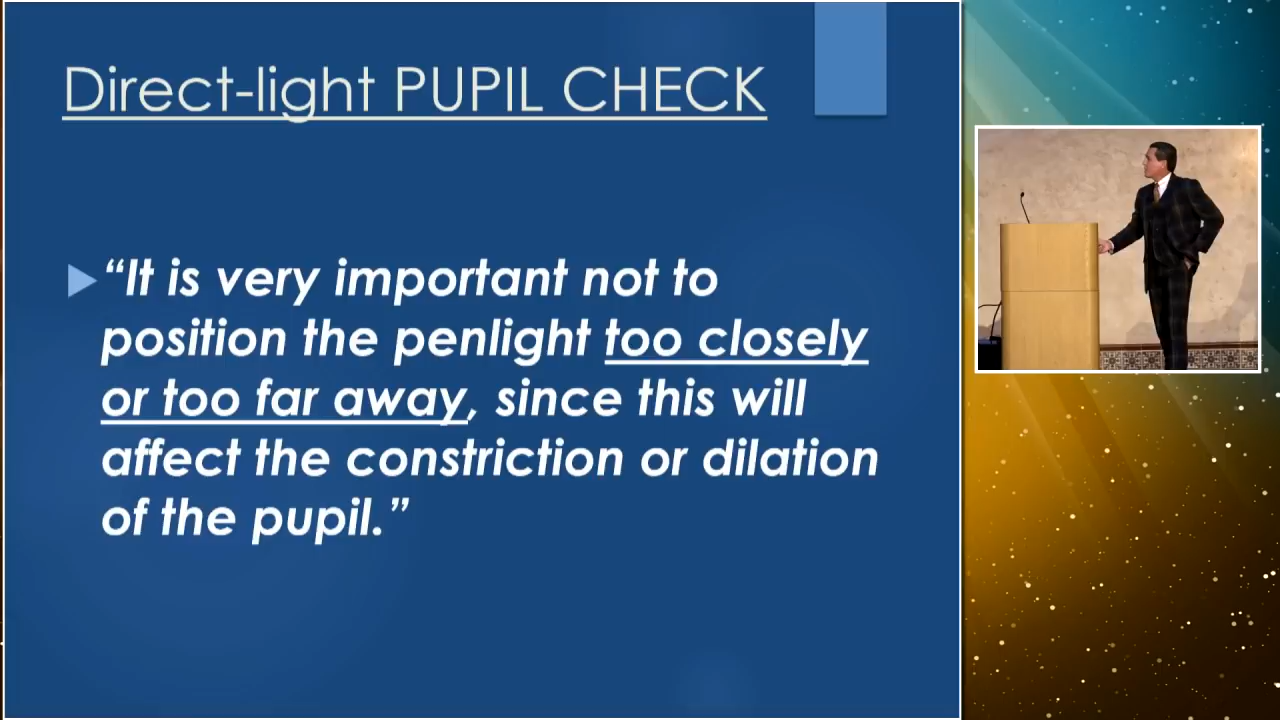 Direct-light PUPIL CHECK
“It is very important not to
position the penlight too closely
or too far away, since this will
affect the constriction or dilation
of the pupil.”